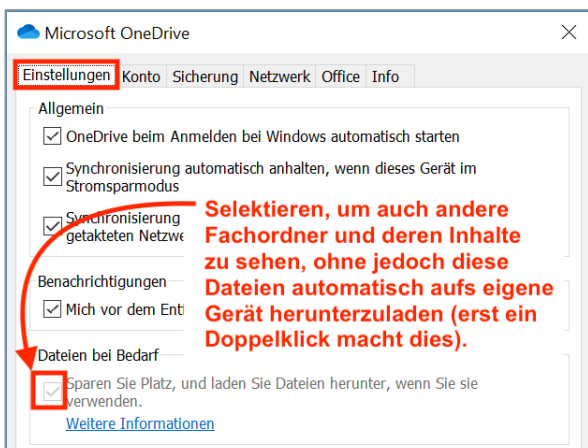 Microsoft OneDrive
Einstellungen Konto Sicherung Netzwerk Office Info
Allgemein
OneDrive beim Anmelden bei Windows automatisch starten
Synchronisierung automatisch anhalten, wenn dieses Gerät im
Stromsparmodus
Synchronisierung
getakteten
Selektieren, um auch andere
Fachordner und deren Inhalte
zu sehen, ohne jedoch diese
Dateien automatisch aufs eigene
Gerät herunterzuladen (erst ein
Doppelklick macht dies).
Benachrichtigungen
Mich vor dem
Dateien bei Bedarf
Sparen Sie Platz, und laden Sie Dateien herunter, wenn Sie sie
verwenden.
Weitere Informationen